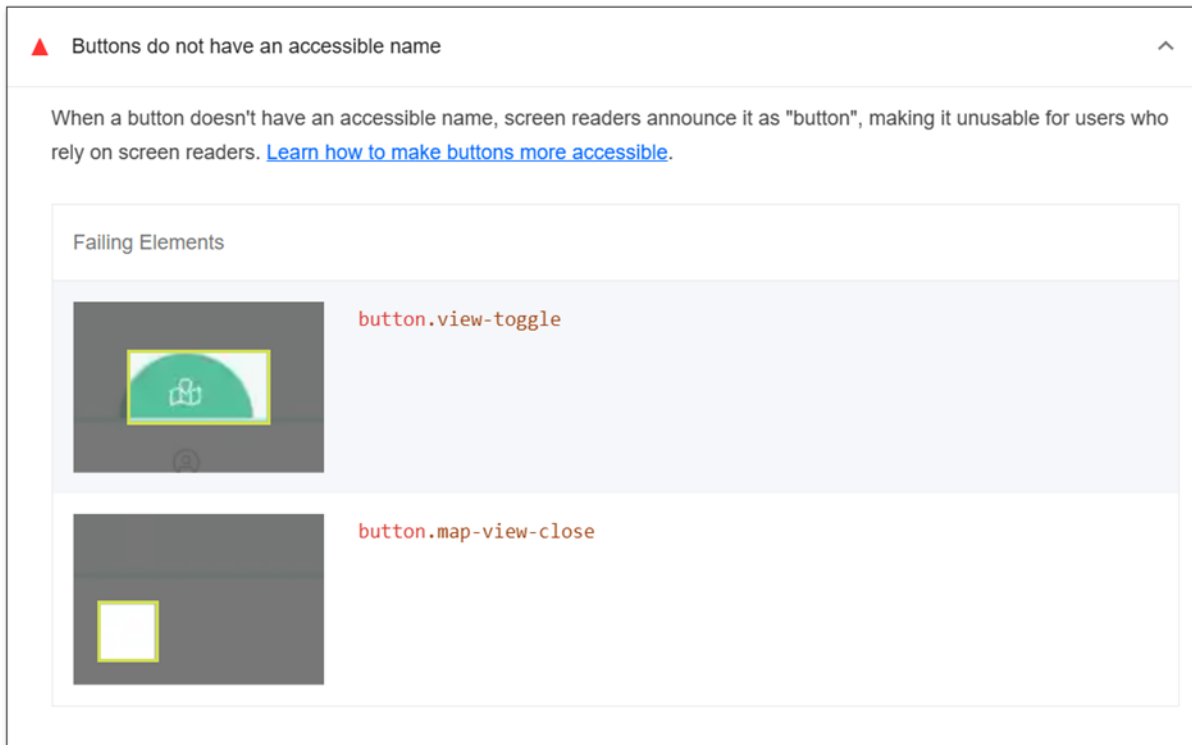 Buttons do not have an accessible name
When a button doesn't have an accessible name, screen readers announce it as "button", making it unusable for users who
rely on screen readers. Learn how to make buttons more accessible.
Failing Elements
button.view-toggle
button.map-view-close